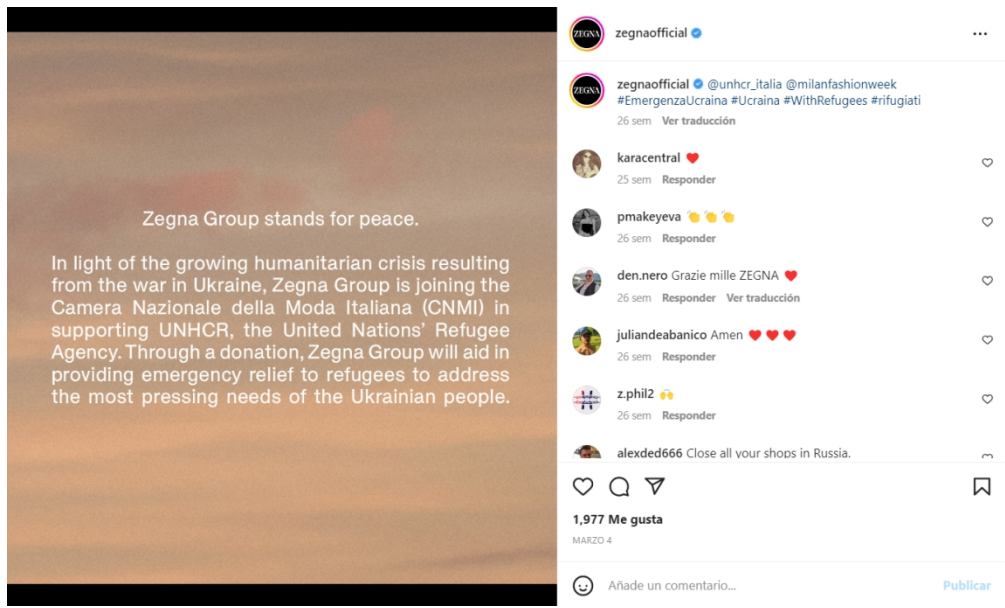 Zegna Group stands for peace.
In light of the growing humanitarian crisis resulting
from the war in Ukraine, Zegna Group is joining the
Camera Nazionale della Moda Italiana (CNMI) in
supporting UNHCR, the United Nations' Refugee
Agency. Through a donation, Zegna Group will aid in
providing emergency relief to refugees to address
the most pressing needs of the Ukrainian people.
ZEGNA
zegnaofficial
ZEGNA
zegnaofficial @unhcr_italia @milanfashionweek
#EmergenzaUcraina #Ucraina #WithRefugees #rifugiati
26 sem Ver traducción
karacentral ❤️
25 sem Responder
pmakeyeva 👏 👏 👏
26 sem Responder
den.nero Grazie mille ZEGNA ❤️
26 sem Responder Ver traducción
juliandeabanico Amen ❤️ ❤️ ❤️
26 sem Responder
z.phil2 🙌
26 sem Responder
alexded666 Close all your shops in Russia.
1,977 Me gusta
MARZO 4
Añade un comentario...
Publicar